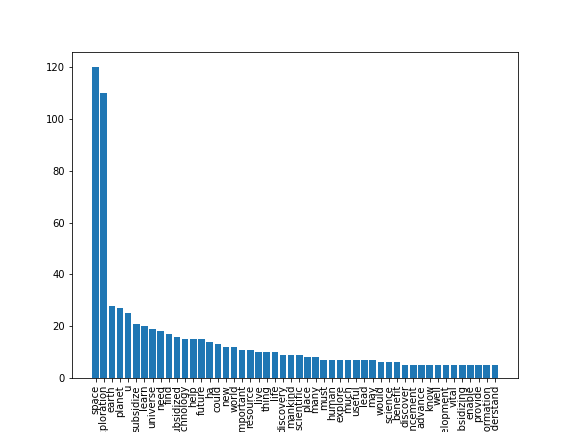 120
100
80
60
40
20
0
space
ploration
earth
planet
u
subsidize
learn
universe
need
find
ubsidized
chnology
help
future
ha
could
new
world
mportant
resource
live
thing
life
discovery
mankind
scientific
place
many
must
human
explore
much
useful
lead
may
would
science
benefit
discover
ncement
advance
know
well
elopment
vital
bsidizing
enable
provide
ormation
derstand